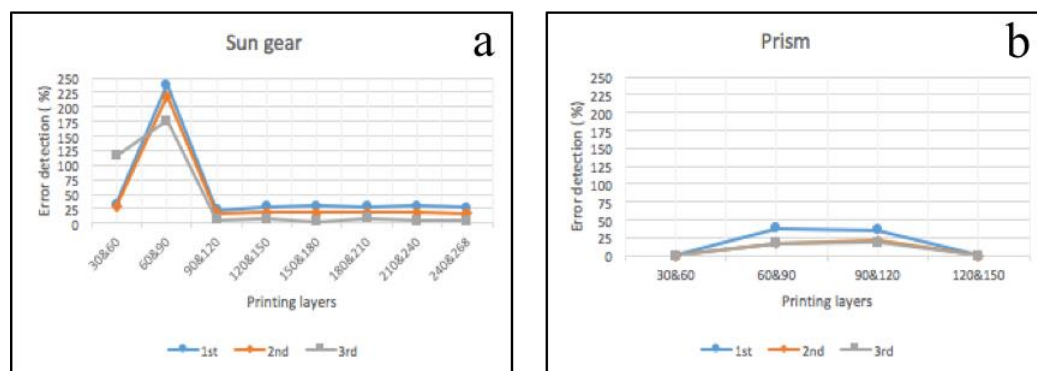 a
Sun gear
Error detection ( %)
250
225
200
175
150
125
100
75
50
25
0
30&60
60&90
90&120
120&150
150&180
180&210
210&240
240&268
Printing layers
1st 2nd 3rd
b
Prism
Error detection (%)
250
225
200
175
150
125
100
75
50
25
0
30&60 60&90 90&120 120&150
Printing layers
1st 2nd 3rd